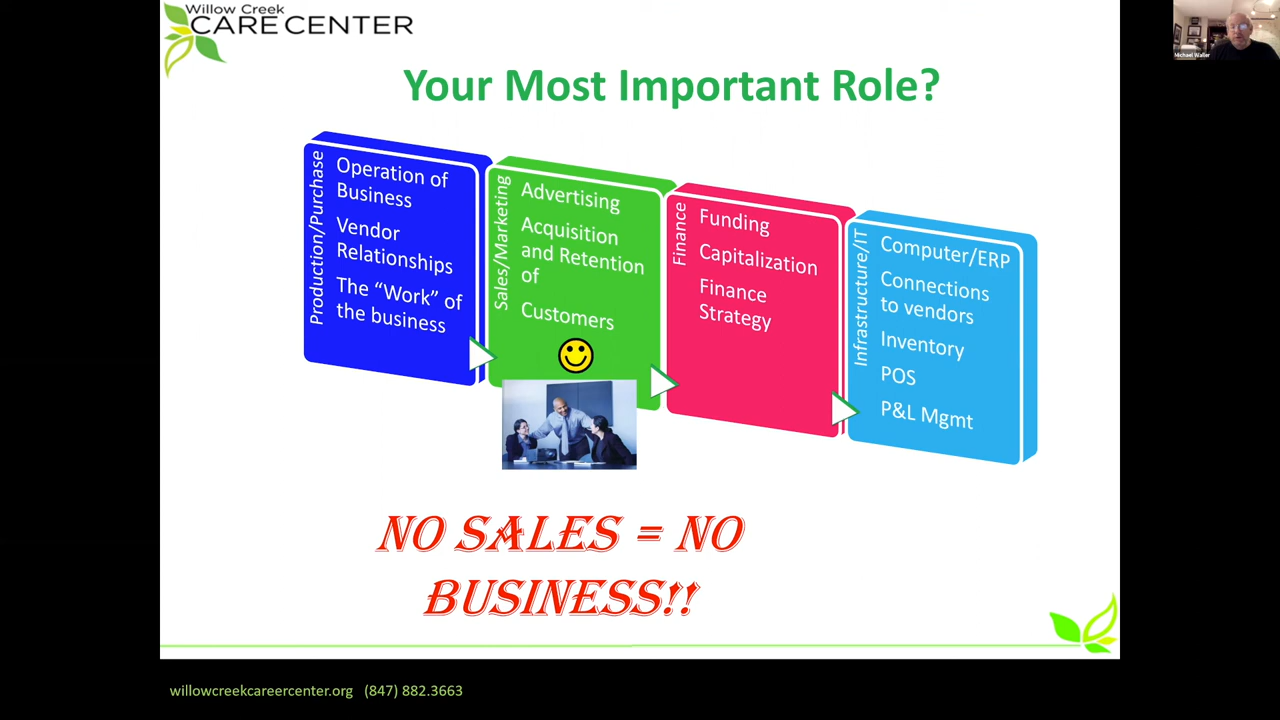 Willow Creek
CARE CENTER
Michael Waller
Your Most Important Role?
Production/Purchase
Operation of
Business
Vendor
Relationships
The “Work” of
the business
Sales/Marketing
Advertising
Acquisition
and Retention
of
Customers
Finance
Funding
Capitalization
Finance
Strategy
Infrastructure/IT
Computer/ERP
Connections
to vendors
Inventory
POS
P&L Mgmt
NO SALES = NO
BUSINESS!!
willowcreekcareercenter.org (847) 882.3663